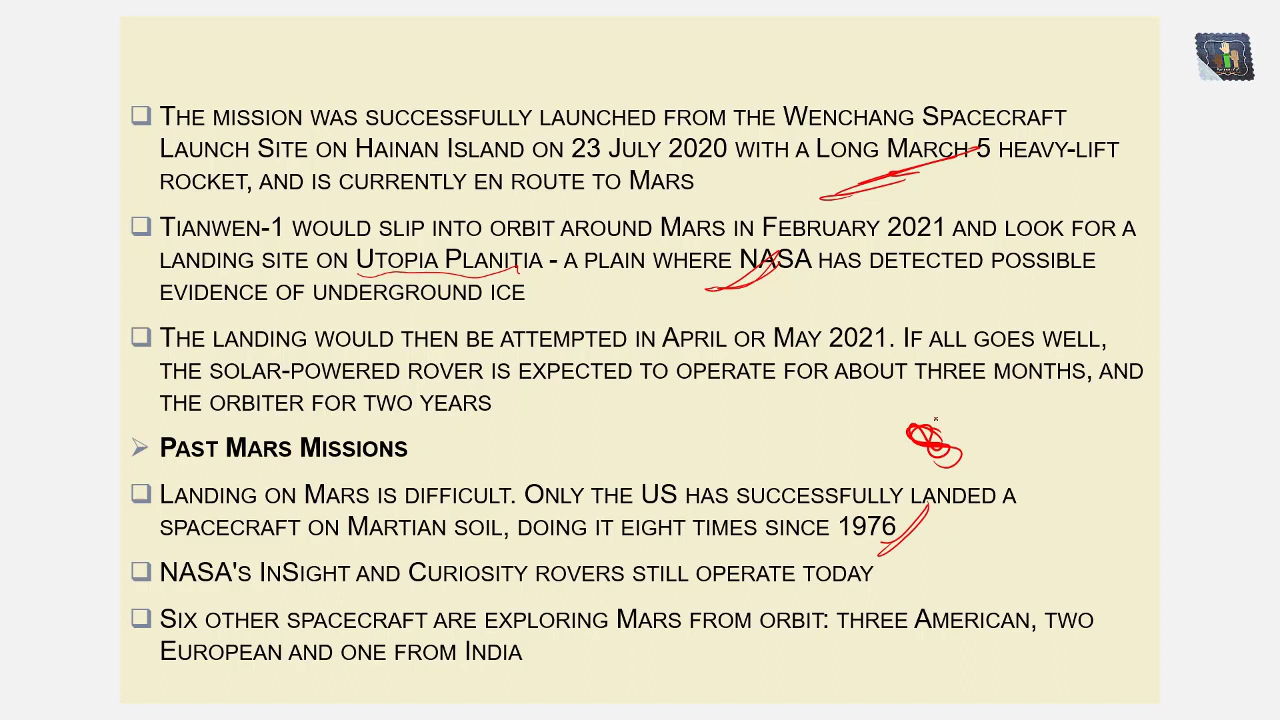 The mission was successfully launched from the Wenchang Spacecraft
Launch Site on Hainan Island on 23 July 2020 with a Long March 5 heavy-lift
rocket, and is currently en route to Mars
Tianwen-1 would slip into orbit around Mars in February 2021 and look for a
landing site on Utopia Planitia - a plain where NASA has detected possible
evidence of underground ice
The landing would then be attempted in April or May 2021. If all goes well,
the solar-powered rover is expected to operate for about three months, and
the orbiter for two years
Past Mars Missions
Landing on Mars is difficult. Only the US has successfully landed a
spacecraft on Martian soil, doing it eight times since 1976
NASA's InSight and Curiosity rovers still operate today
Six other spacecraft are exploring Mars from orbit: three American, two
European and one from India